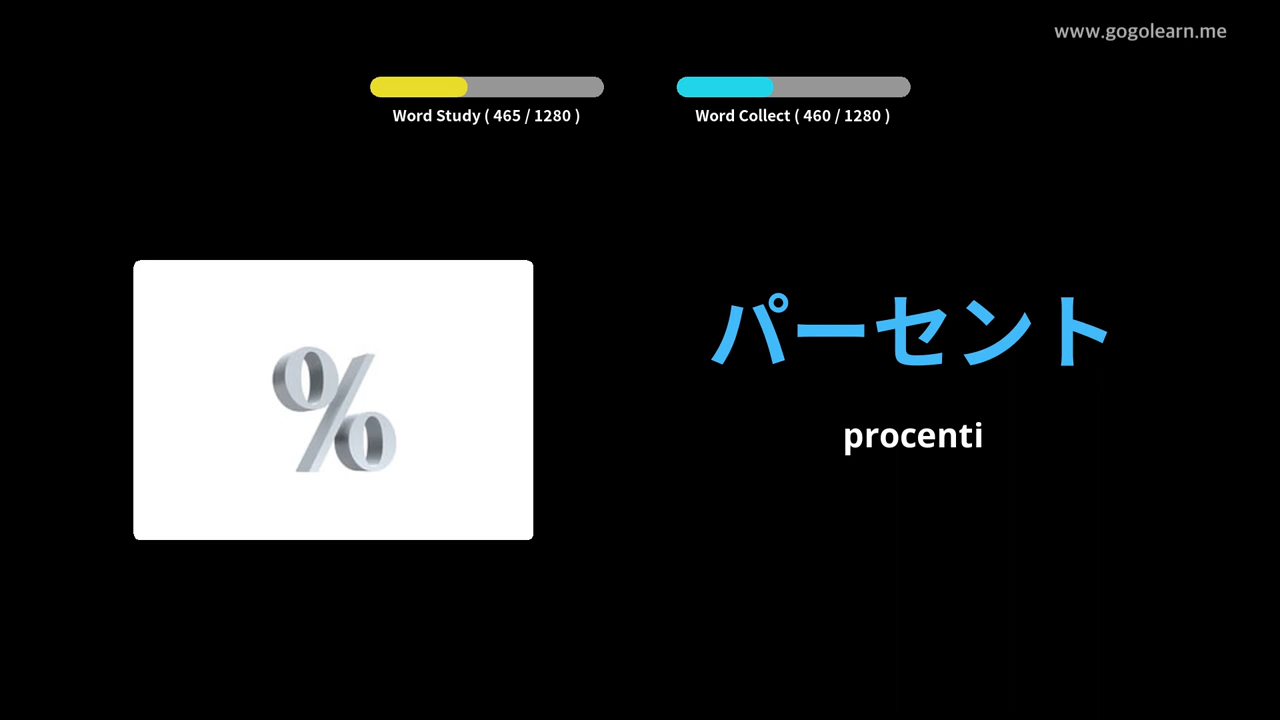 www.gogolearn.me
Word Study ( 465 / 1280 )
Word Collect ( 460 / 1280 )
%
パーセント
procenti